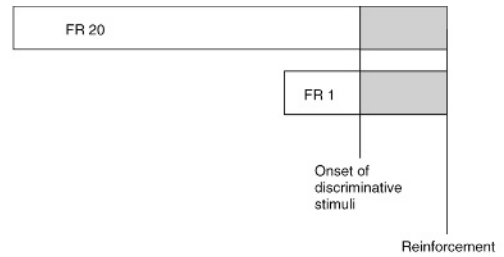 FR 20
FR 1
Onset of
discriminative
stimuli
Reinforcement